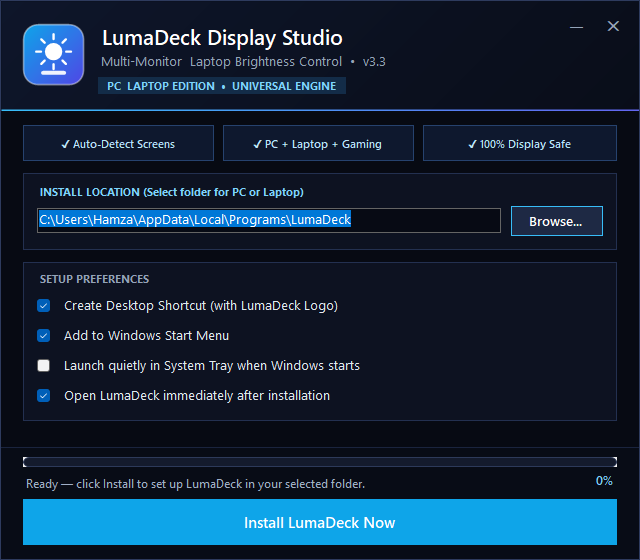 LumaDeck Display Studio
Multi-Monitor Laptop Brightness Control • v3.3
PC LAPTOP EDITION • UNIVERSAL ENGINE
✓ Auto-Detect Screens
✓ PC + Laptop + Gaming
✓ 100% Display Safe
INSTALL LOCATION (Select folder for PC or Laptop)
C:\Users\Hamza\AppData\Local\Programs\LumaDeck
Browse...
SETUP PREFERENCES
Create Desktop Shortcut (with LumaDeck Logo)
Add to Windows Start Menu
Launch quietly in System Tray when Windows starts
Open LumaDeck immediately after installation
Ready — click Install to set up LumaDeck in your selected folder.
0%
Install LumaDeck Now